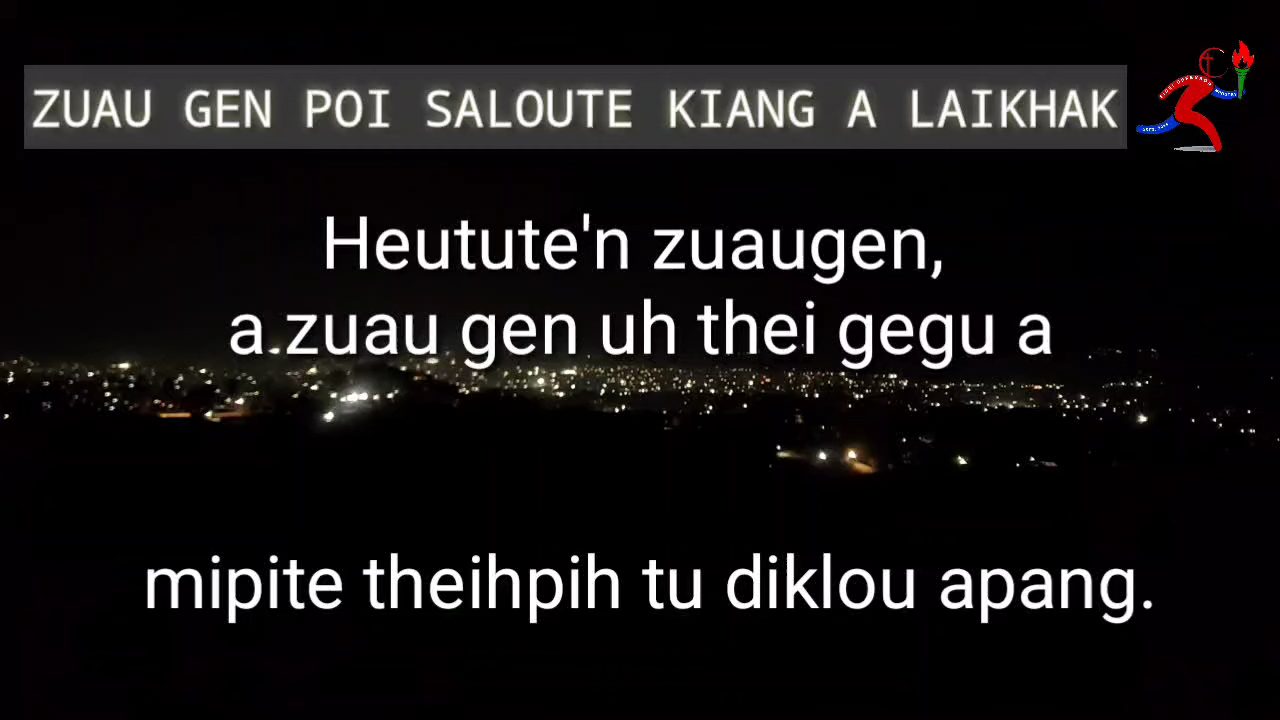 ZUAU GEN POI SALOUTE KIANG A LAIKHAK
Heutute'n zuaugen,
a zuau gen uh thei gegu a
mipite theihpih tu diklou apang.